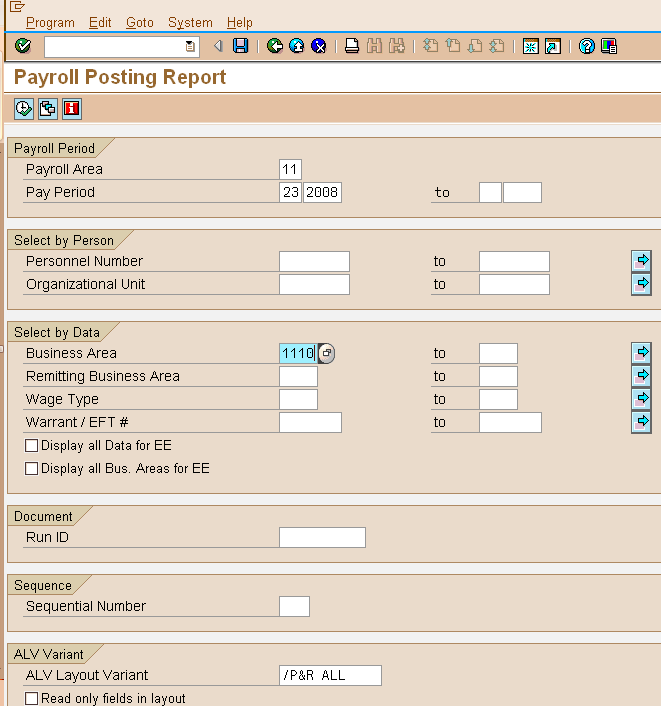 Program Edit Goto System Help
Payroll Posting Report
Payroll Period
Payroll Area 11
Pay Period 23 2008 to
Select by Person
Personnel Number to
Organizational Unit to
Select by Data
Business Area 1110 to
Remitting Business Area to
Wage Type to
Warrant / EFT # to
Display all Data for EE
Display all Bus. Areas for EE
Document
Run ID
Sequence
Sequential Number
ALV Variant
ALV Layout Variant /P&R ALL
Read only fields in layout